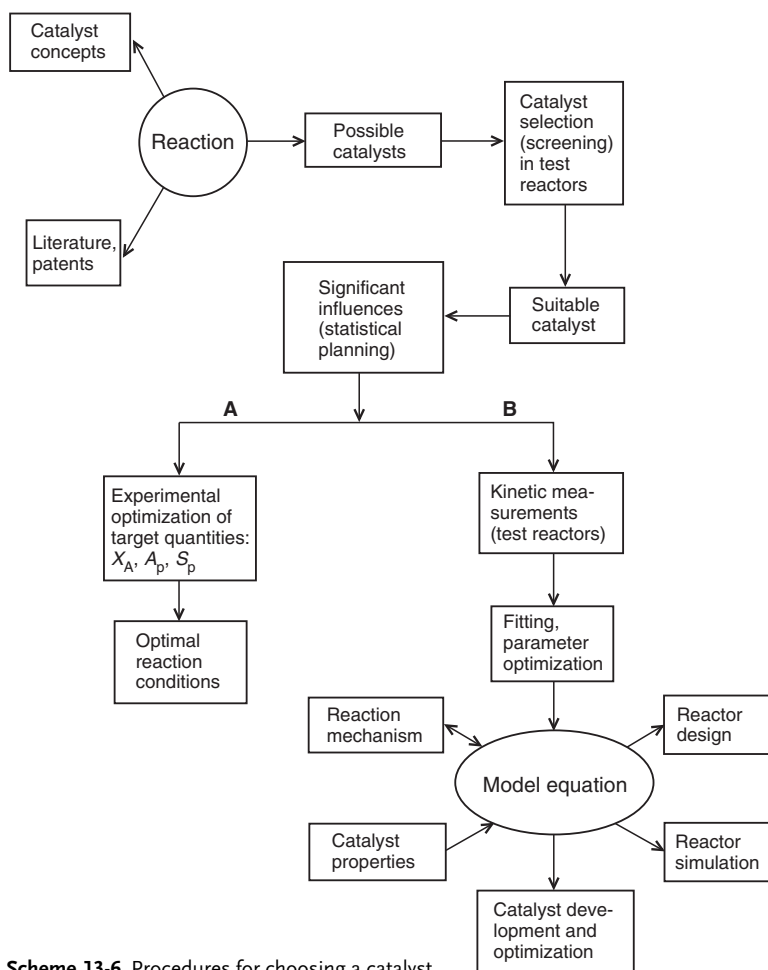 Catalyst
concepts
Reaction
Possible
catalysts
Catalyst
selection
(screening)
in test
reactors
Literature,
patents
Significant
influences
(statistical
planning)
Suitable
catalyst
A
B
Experimental
optimization of
target quantities:
X_A, A_p, S_p
Kinetic mea-
surements
(test reactors)
Optimal
reaction
conditions
Fitting,
parameter
optimization
Reaction
mechanism
Reactor
design
Model equation
Catalyst
properties
Reactor
simulation
Catalyst deve-
lopment and
optimization
Scheme 13-6 Procedures for choosing a catalyst